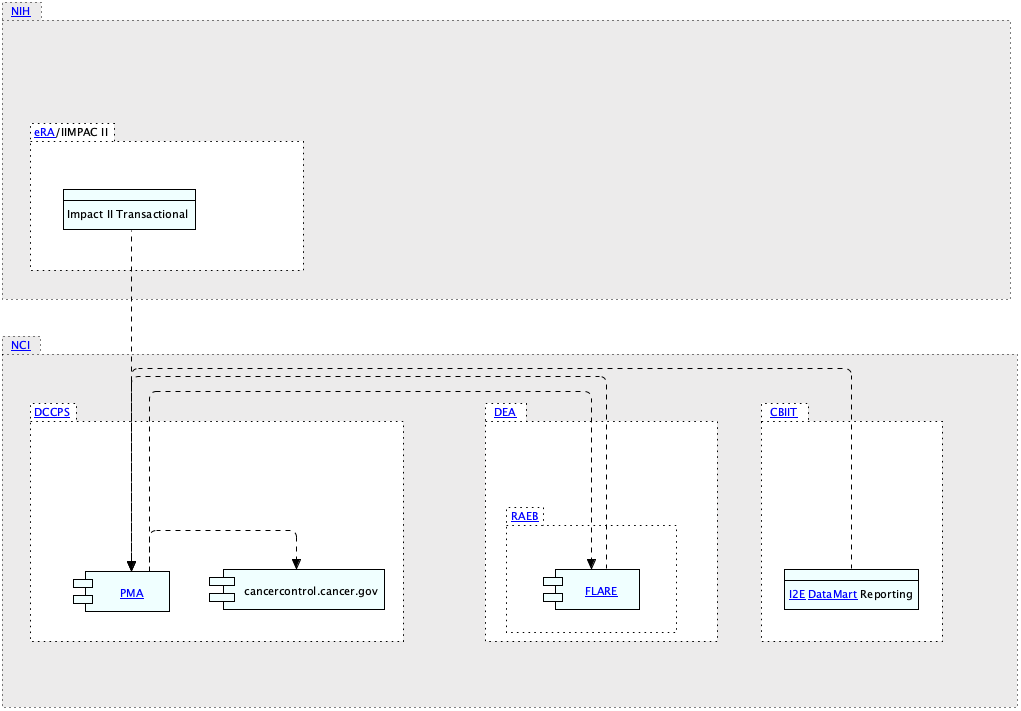 NIH
eRA/IIMPAC II
Impact II Transactional
NCI
DCCPS
DEA
CBIIT
RAEB
PMA
cancercontrol.cancer.gov
FLARE
I2E DataMart Reporting